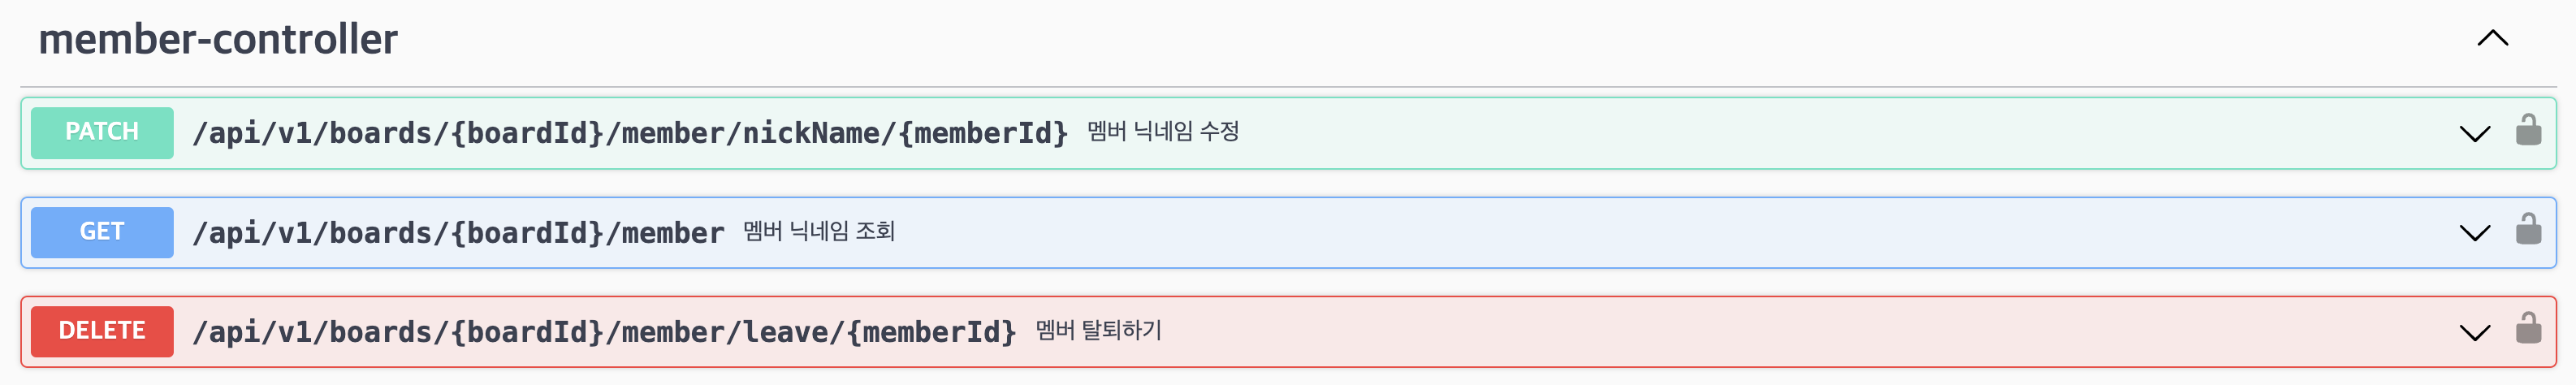 member-controller
PATCH /api/v1/boards/{boardId}/member/nickName/{memberId} 멤버 닉네임 수정
GET /api/v1/boards/{boardId}/member 멤버 닉네임 조회
DELETE /api/v1/boards/{boardId}/member/leave/{memberId} 멤버 탈퇴하기